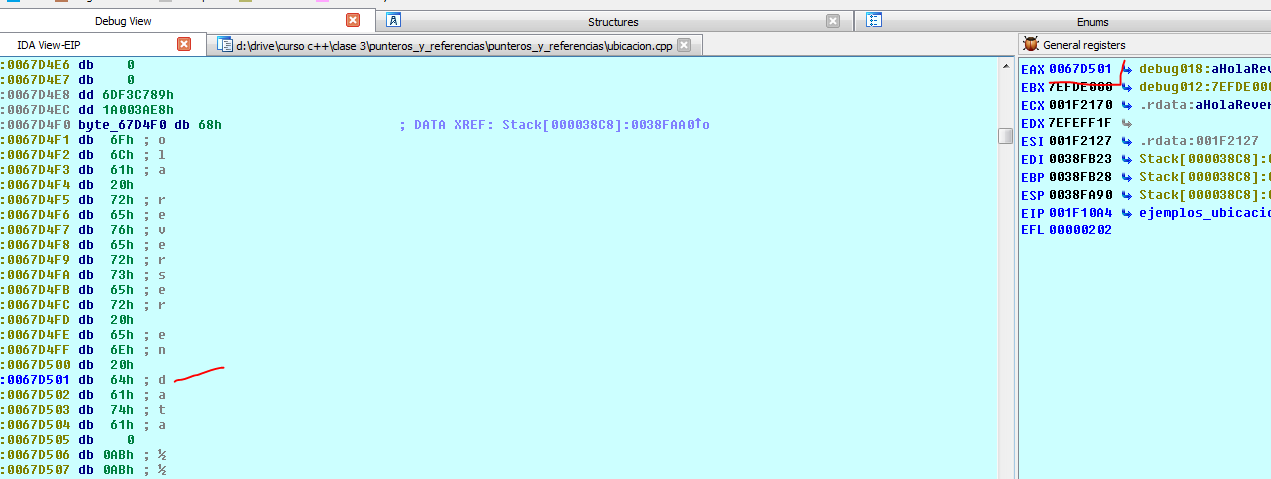 Debug View
Structures
Enums
IDA View-EIP
d:\drive\curso c++\clase 3\punteros_y_referencias\punteros_y_referencias\ubicacion.cpp
General registers
:0067D4E6 db 0
:0067D4E7 db 0
:0067D4E8 dd 6DF3C789h
:0067D4EC dd 1A003AE8h
:0067D4F0 byte_67D4F0 db 68h ; DATA XREF: Stack[000038C8]:0038FAA0↑o
:0067D4F1 db 6Fh ; o
:0067D4F2 db 6Ch ; l
:0067D4F3 db 61h ; a
:0067D4F4 db 20h
:0067D4F5 db 72h ; r
:0067D4F6 db 65h ; e
:0067D4F7 db 76h ; v
:0067D4F8 db 65h ; e
:0067D4F9 db 72h ; r
:0067D4FA db 73h ; s
:0067D4FB db 65h ; e
:0067D4FC db 72h ; r
:0067D4FD db 20h
:0067D4FE db 65h ; e
:0067D4FF db 6Eh ; n
:0067D500 db 20h
:0067D501 db 64h ; d
:0067D502 db 61h ; a
:0067D503 db 74h ; t
:0067D504 db 61h ; a
:0067D505 db 0
:0067D506 db 0ABh ; ½
:0067D507 db 0ABh ; ½
EAX 0067D501 debug018:aHolaRe
EBX 7EFDE000 debug012:7EFDE00
ECX 001F2170 .rdata:aHolaRever
EDX 7EFEFF1F
ESI 001F2127 .rdata:001F2127
EDI 0038FB23 Stack[000038C8]:
EBP 0038FB28 Stack[000038C8]:
ESP 0038FA90 Stack[000038C8]:
EIP 001F10A4 ejemplos_ubicaci
EFL 00000202